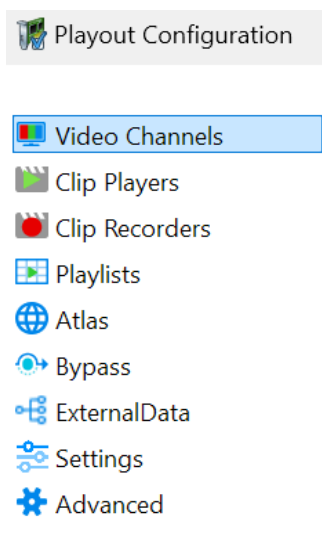 Playout Configuration
Video Channels
Clip Players
Clip Recorders
Playlists
Atlas
Bypass
ExternalData
Settings
Advanced